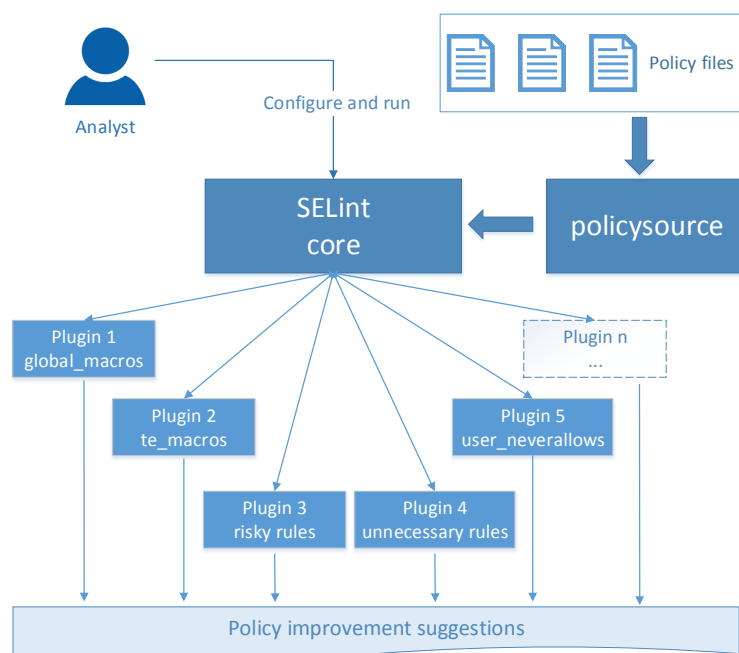 Policy files
Analyst
Configure and run
SELint
core
policysource
Plugin 1
global_macros
Plugin n
...
Plugin 2
te_macros
Plugin 5
user_neverallows
Plugin 3
risky rules
Plugin 4
unnecessary rules
Policy improvement suggestions